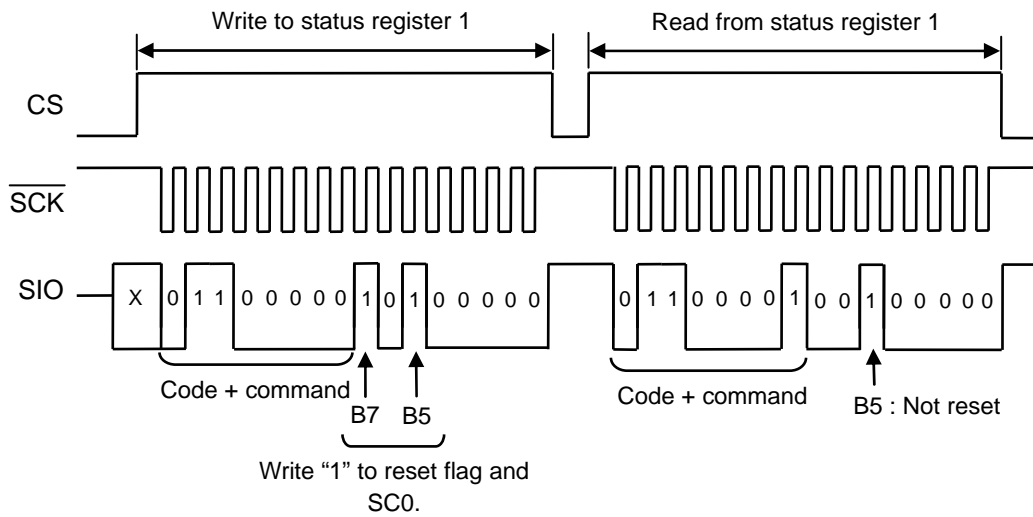 Write to status register 1
Read from status register 1
CS
SCK
SIO
X 0 1 1 0 0 0 0 0 1 0 1 0 0 0 0 0
0 1 1 0 0 0 0 1 0 0 1 0 0 0 0 0
Code + command
B7
B5
Code + command
B5 : Not reset
Write “1” to reset flag and
SC0.